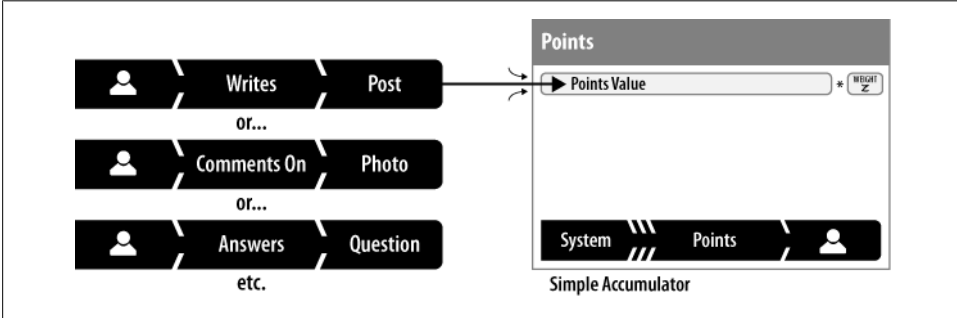 Writes Post
or...
Comments On Photo
or...
Answers Question
etc.
Points
Points Value * WEIGHT Z
System Points
Simple Accumulator